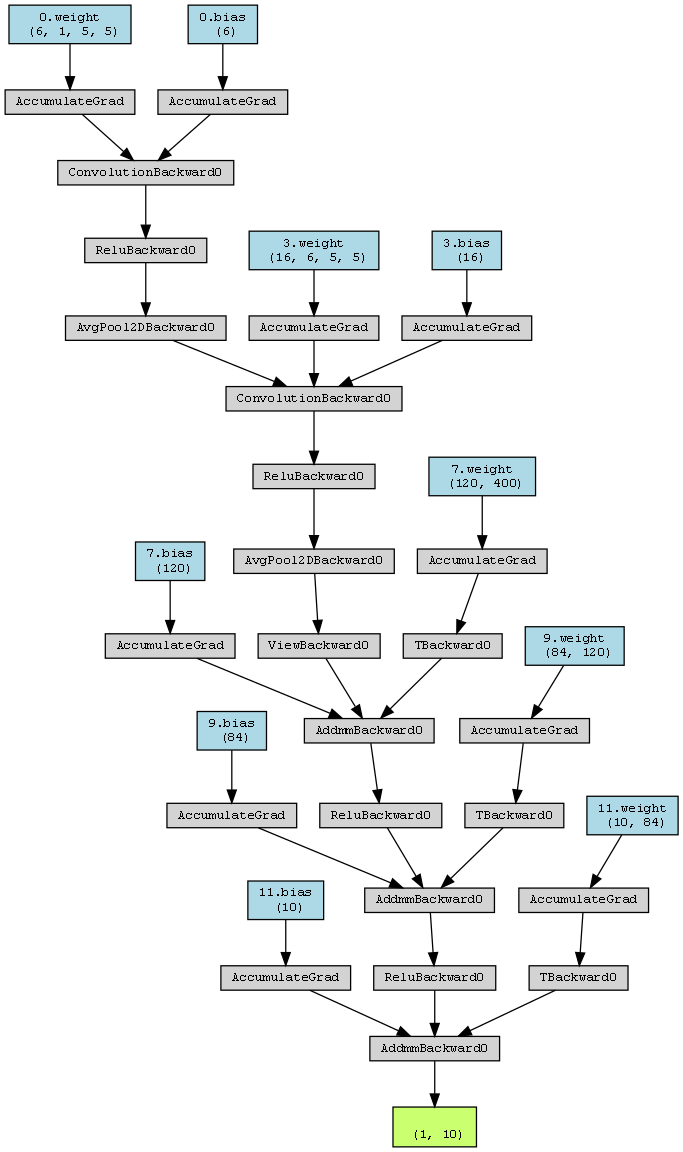 0.weight
(6, 1, 5, 5)
0.bias
(6)
AccumulateGrad
AccumulateGrad
ConvolutionBackward0
ReluBackward0
3.weight
(16, 6, 5, 5)
3.bias
(16)
AvgPool2DBackward0
AccumulateGrad
AccumulateGrad
ConvolutionBackward0
ReluBackward0
7.weight
(120, 400)
7.bias
(120)
AvgPool2DBackward0
AccumulateGrad
AccumulateGrad
ViewBackward0
TBackward0
9.weight
(84, 120)
9.bias
(84)
AddmmBackward0
AccumulateGrad
AccumulateGrad
ReluBackward0
TBackward0
11.weight
(10, 84)
11.bias
(10)
AddmmBackward0
AccumulateGrad
AccumulateGrad
ReluBackward0
TBackward0
AddmmBackward0
(1, 10)